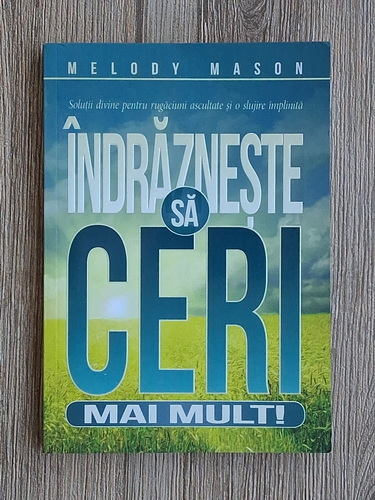 MELODY MASON
Soluții divine pentru rugăciuni ascultate și o slujire împlinită
ÎNDRĂZNEȘTE
SĂ
CERI
MAI MULT!